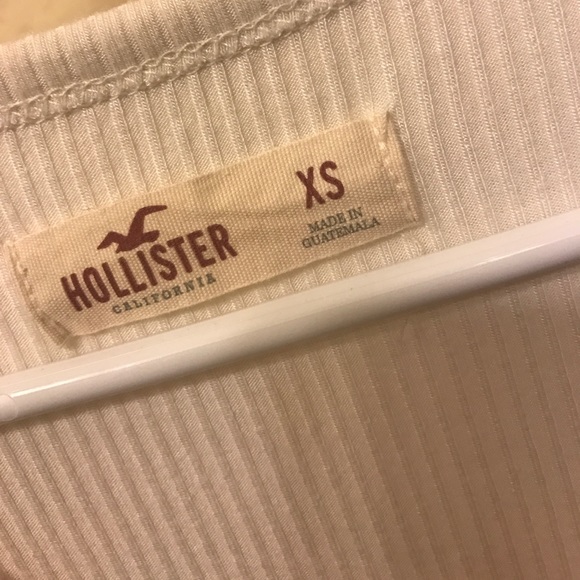 HOLLISTER
CALIFORNIA
XS
MADE IN
GUATEMALA